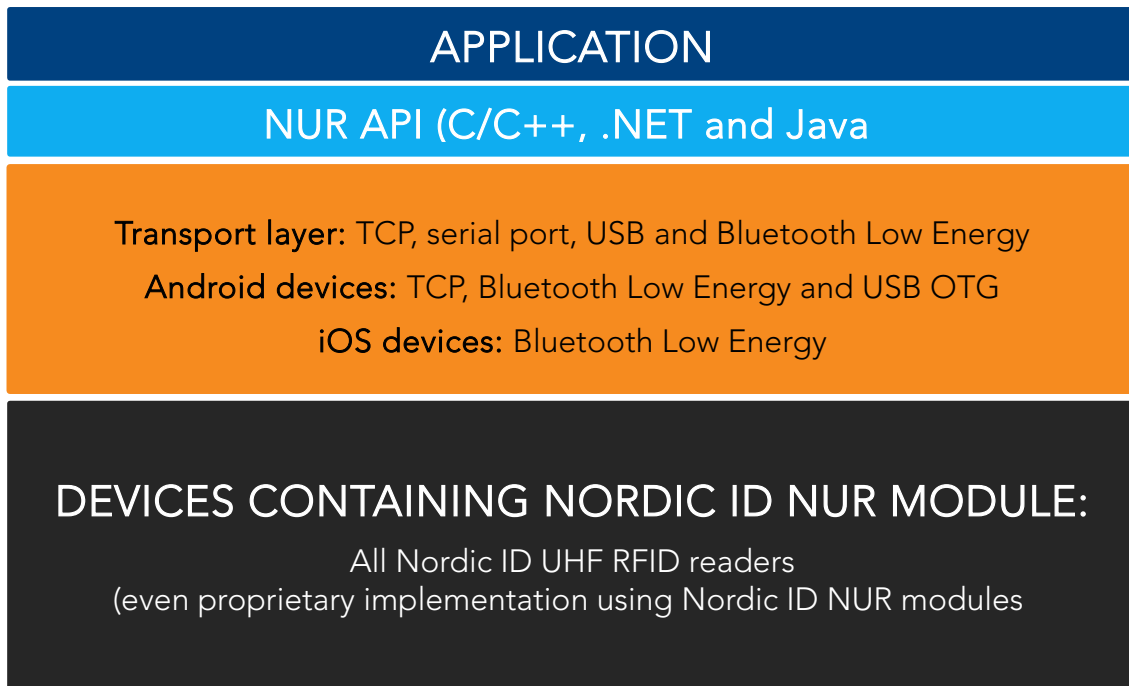 APPLICATION
NUR API (C/C++, .NET and Java
Transport layer: TCP, serial port, USB and Bluetooth Low Energy
Android devices: TCP, Bluetooth Low Energy and USB OTG
iOS devices: Bluetooth Low Energy
DEVICES CONTAINING NORDIC ID NUR MODULE:
All Nordic ID UHF RFID readers
(even proprietary implementation using Nordic ID NUR modules